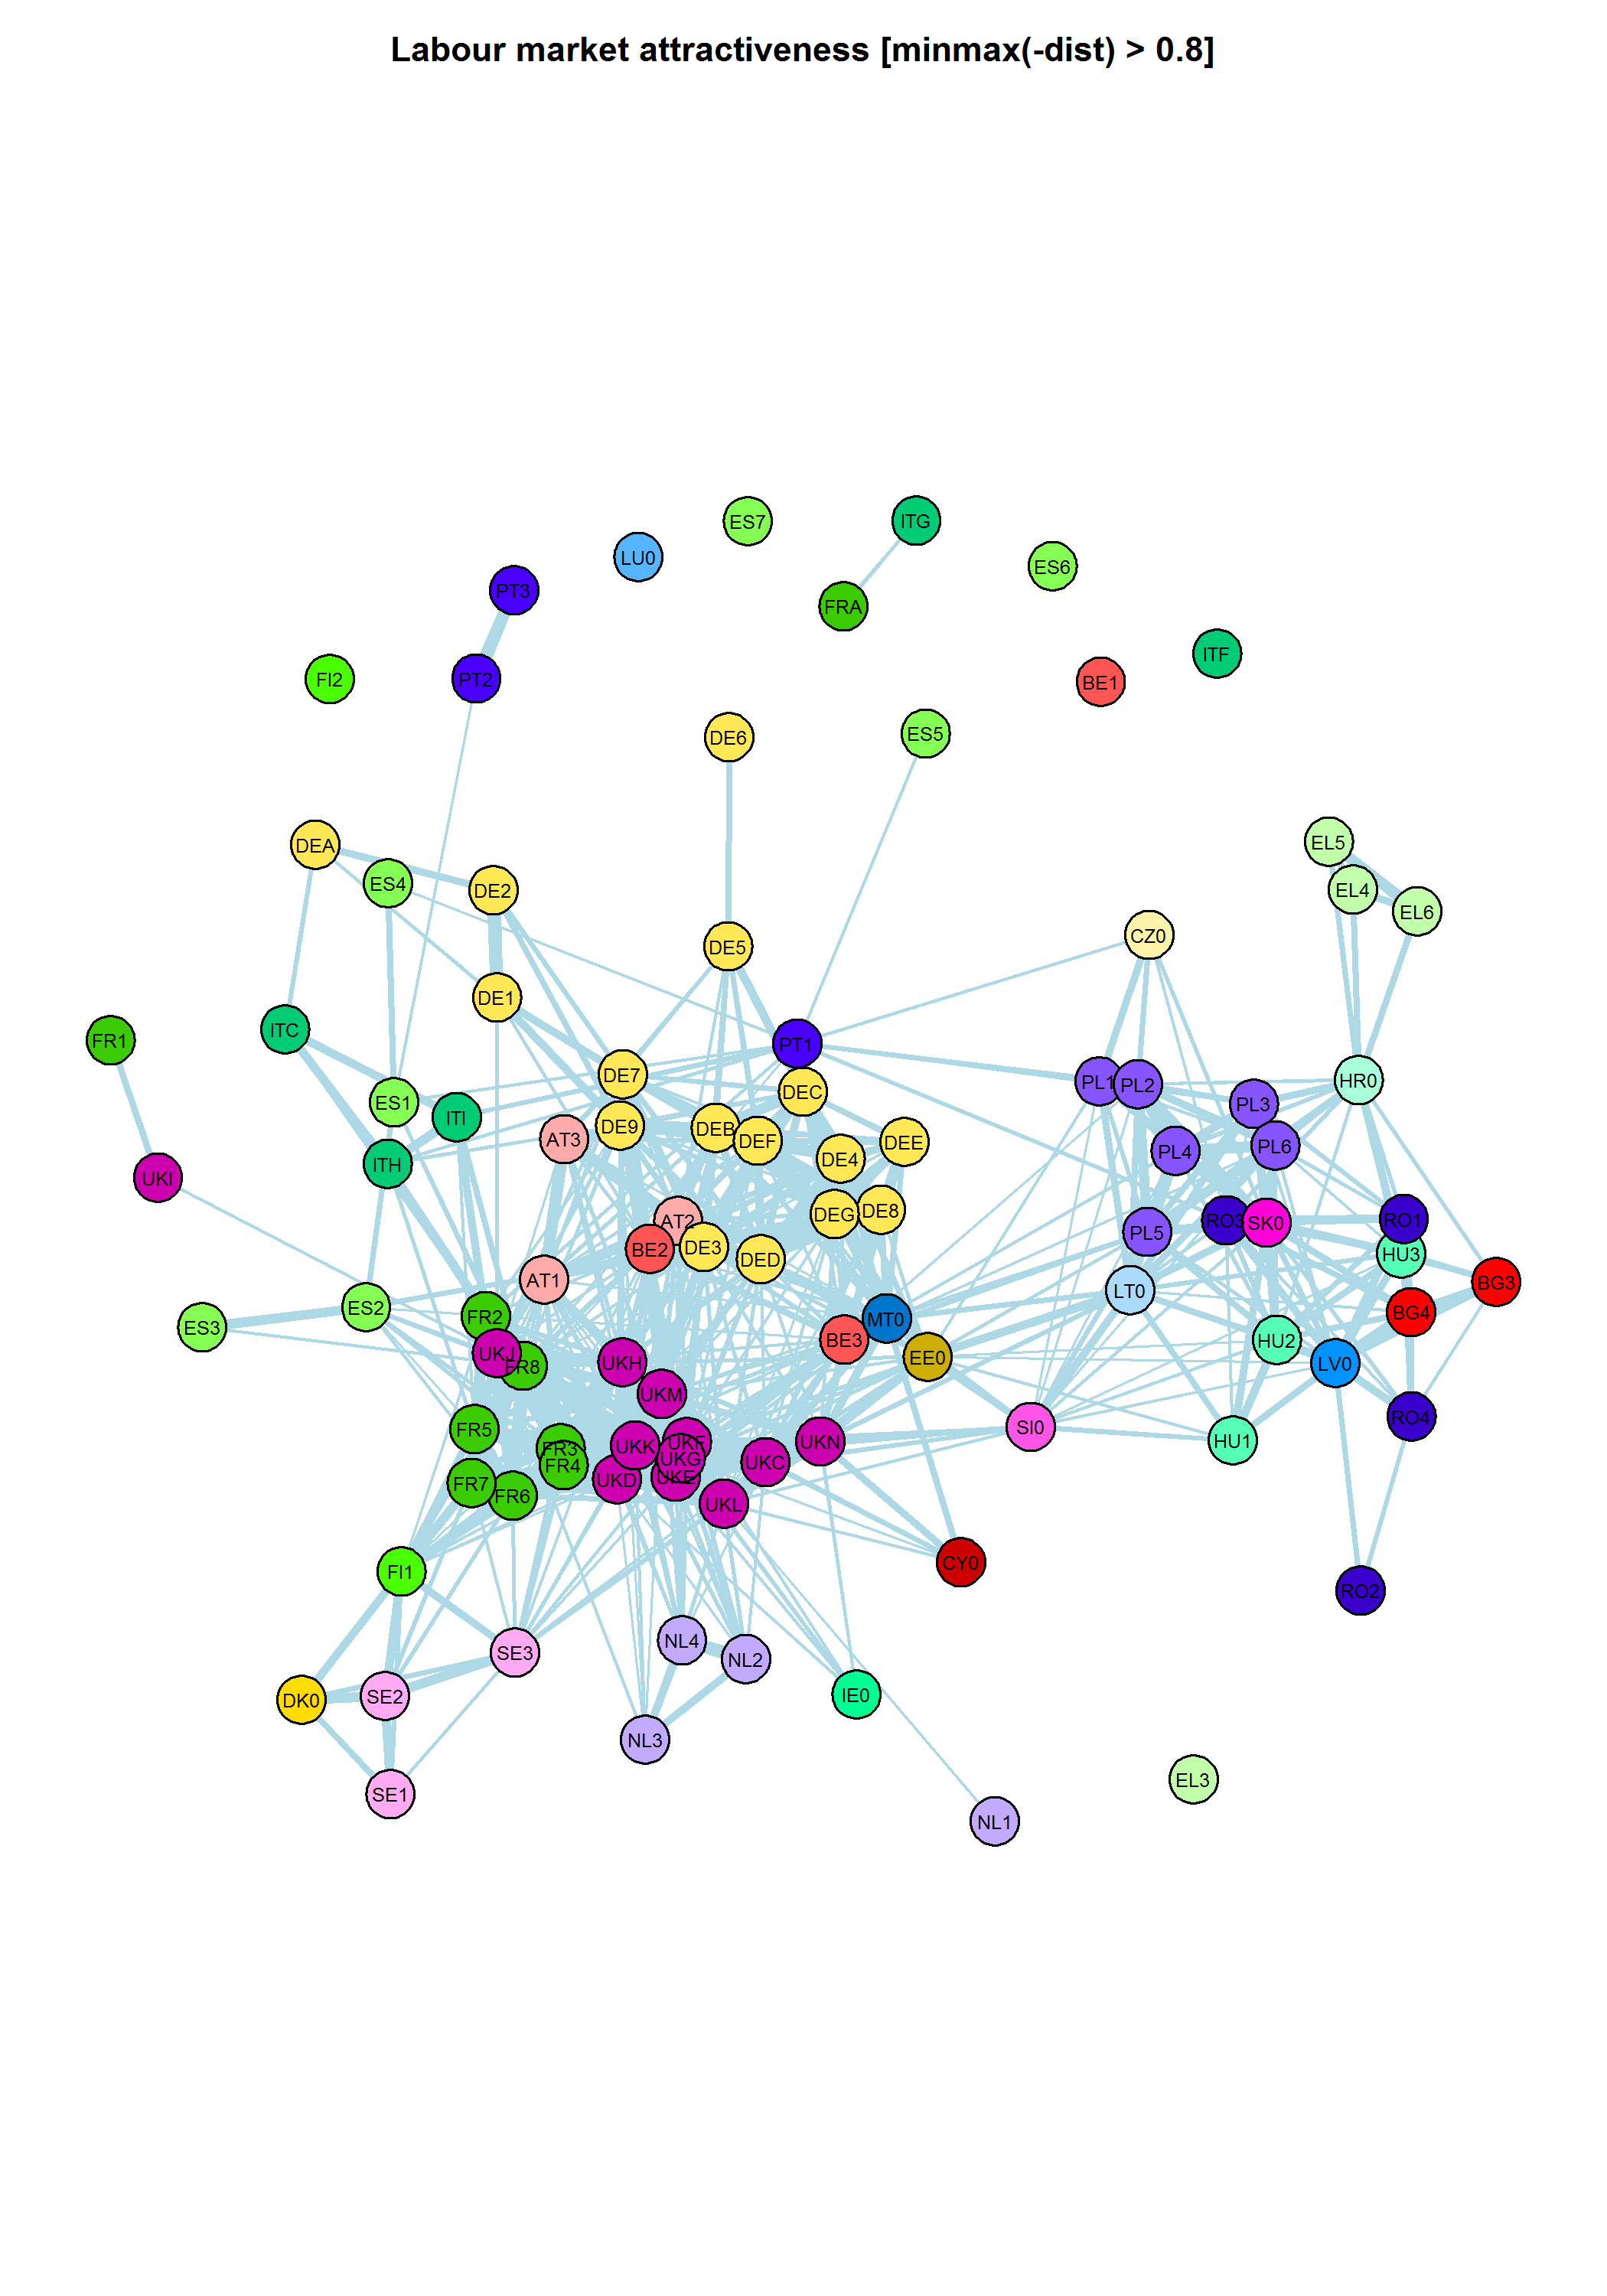 Labour market attractiveness [minmax(-dist) > 0.8]
ES7
ITG
LU0
ES6
PT3
FRA
ITF
FI2
PT2
BE1
DE6
ES5
DEA
EL5
ES4
DE2
EL4
EL6
CZ0
DE5
DE1
ITC
FR1
PT1
DE7
PL1
PL2
HR0
DEC
ES1
ITI
PL3
DE9
DEB
AT3
DEF
DEE
PL6
PL4
DE4
ITH
UKI
DE8
DEG
AT2
RO3
SK0
RO1
PL5
BE2
DE3
HU3
DED
AT1
BG3
LT0
ES2
BG4
FR2
MT0
ES3
BE3
HU2
UKJ
EE0
UKH
LV0
FR8
UKM
RO4
SI0
FR5
HU1
UKN
UKF
UKK
FR3
UKG
UKC
FR4
UKE
UKD
FR7
FR6
UKL
CY0
FI1
RO2
NL4
SE3
NL2
IE0
SE2
DK0
NL3
EL3
SE1
NL1